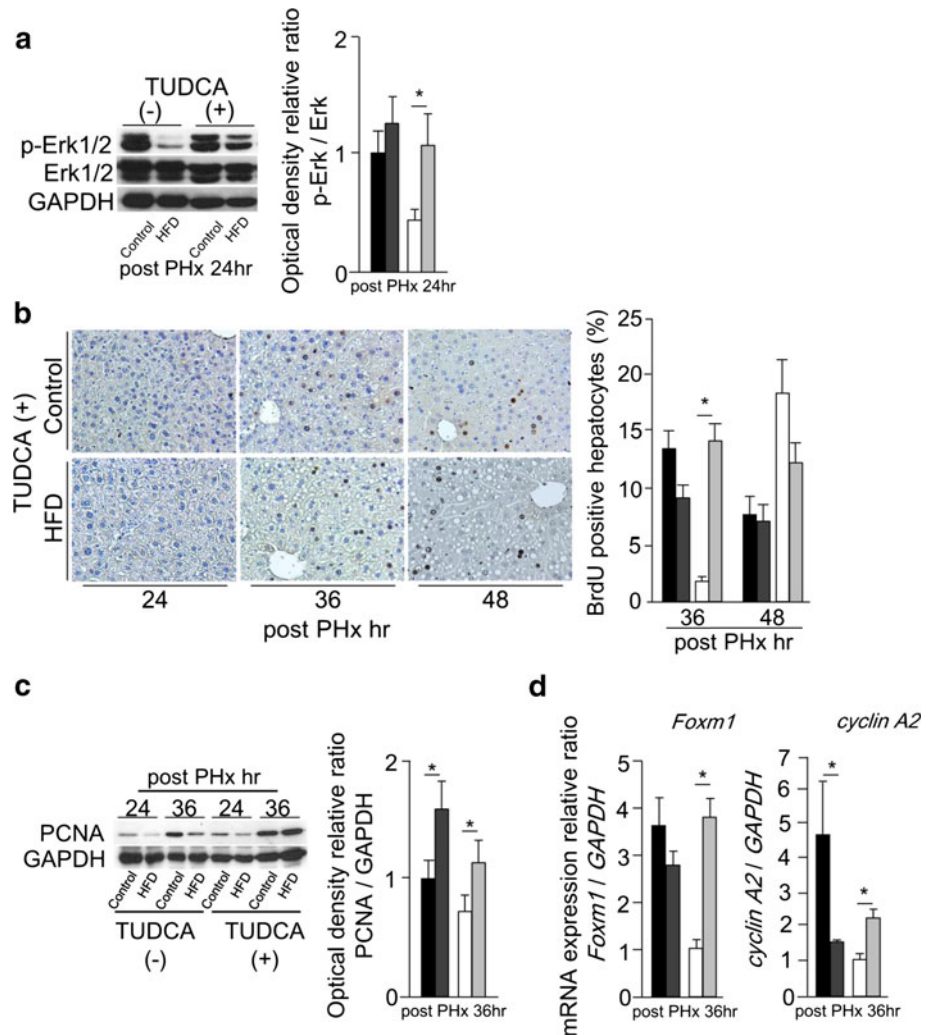 a
TUDCA
(-) (+)
p-Erk1/2
Erk1/2
GAPDH
Control HFD Control HFD
post PHx 24hr
Optical density relative ratio
p-Erk / Erk
2
1
0
*
post PHx 24hr
b
TUDCA (+)
Control
HFD
24 36 48
post PHx hr
BrdU positive hepatocytes (%)
25
20
15
10
5
0
*
36 48
post PHx hr
c
post PHx hr
24 36 24 36
PCNA
GAPDH
Control HFD Control HFD Control HFD Control HFD
TUDCA TUDCA
(-) (+)
Optical density relative ratio
PCNA / GAPDH
2
1
0
* *
post PHx 36hr
d
mRNA expression relative ratio
Foxm1
Foxm1 / GAPDH
5
4
3
2
1
0
*
post PHx 36hr
cyclin A2
cyclin A2 / GAPDH
7
6
5
4
3
2
1
0
* *
post PHx 36hr